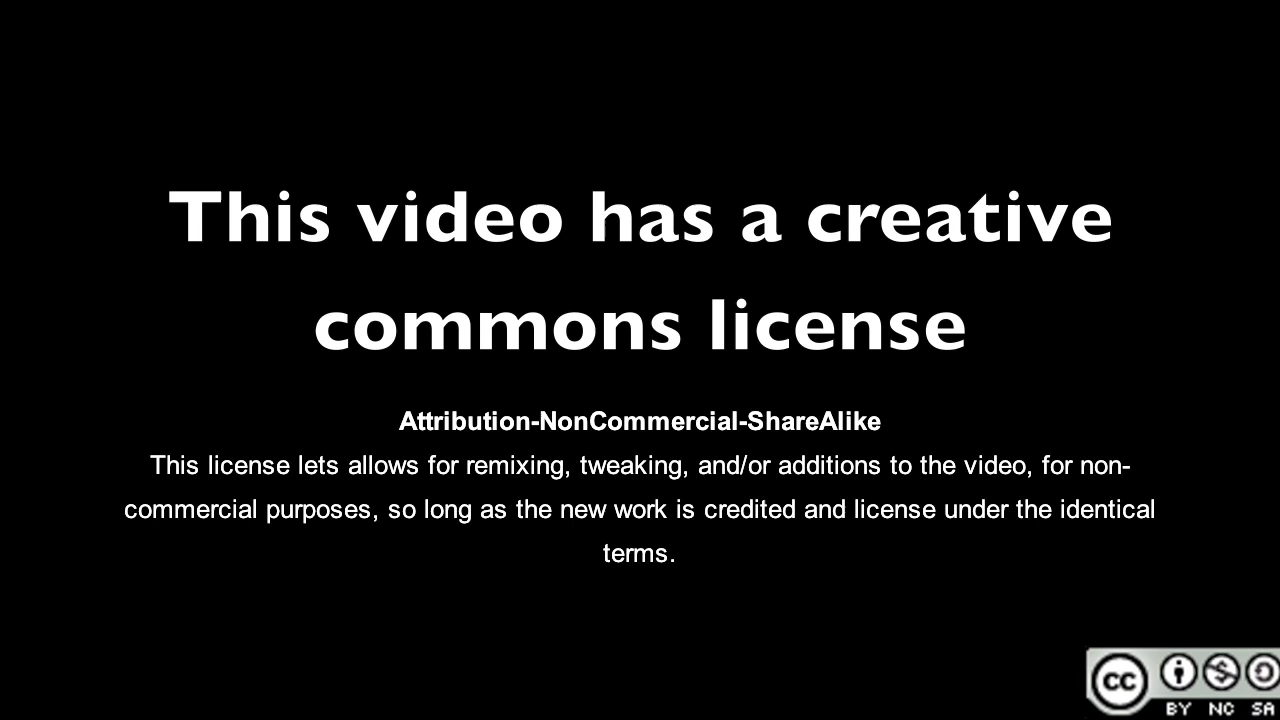 This video has a creative
commons license
Attribution-NonCommercial-ShareAlike
This license lets allows for remixing, tweaking, and/or additions to the video, for non-
commercial purposes, so long as the new work is credited and license under the identical
terms.
cc
BY NC SA